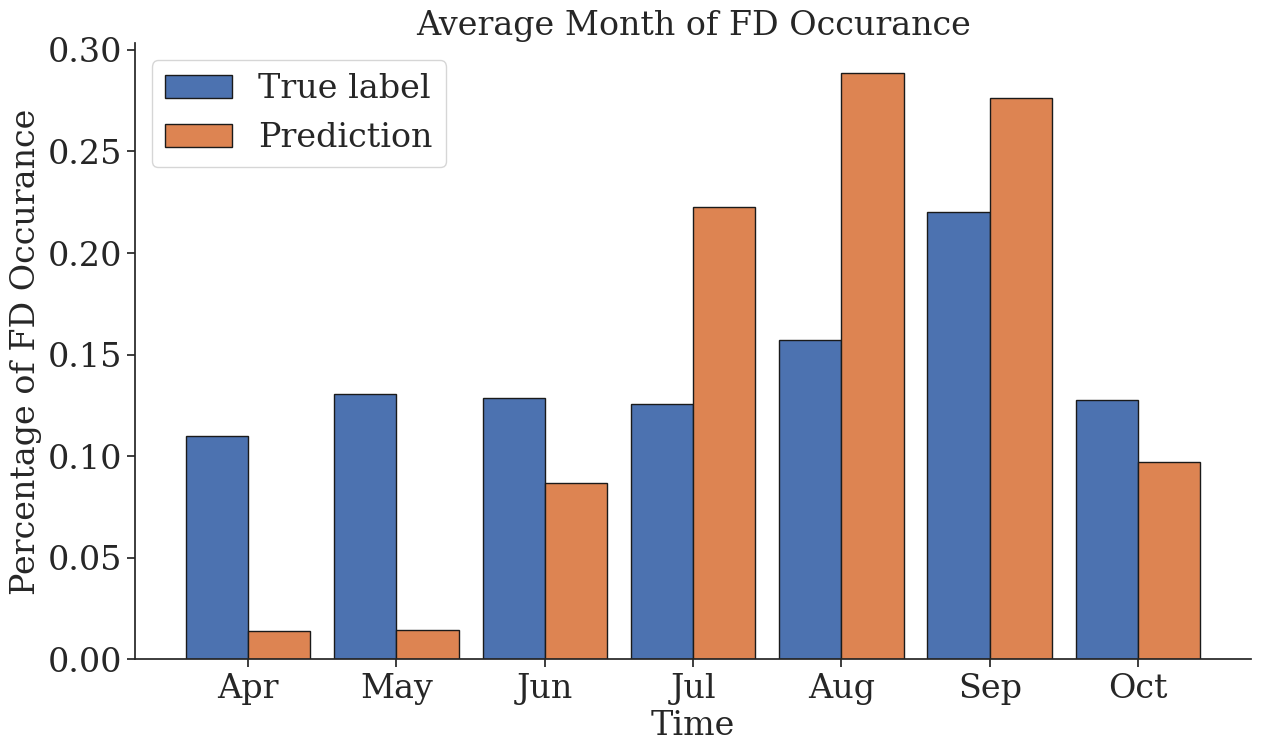 Average Month of FD Occurance
True label
Prediction
Percentage of FD Occurance
0.30
0.25
0.20
0.15
0.10
0.05
0.00
Apr May Jun Jul Aug Sep Oct
Time